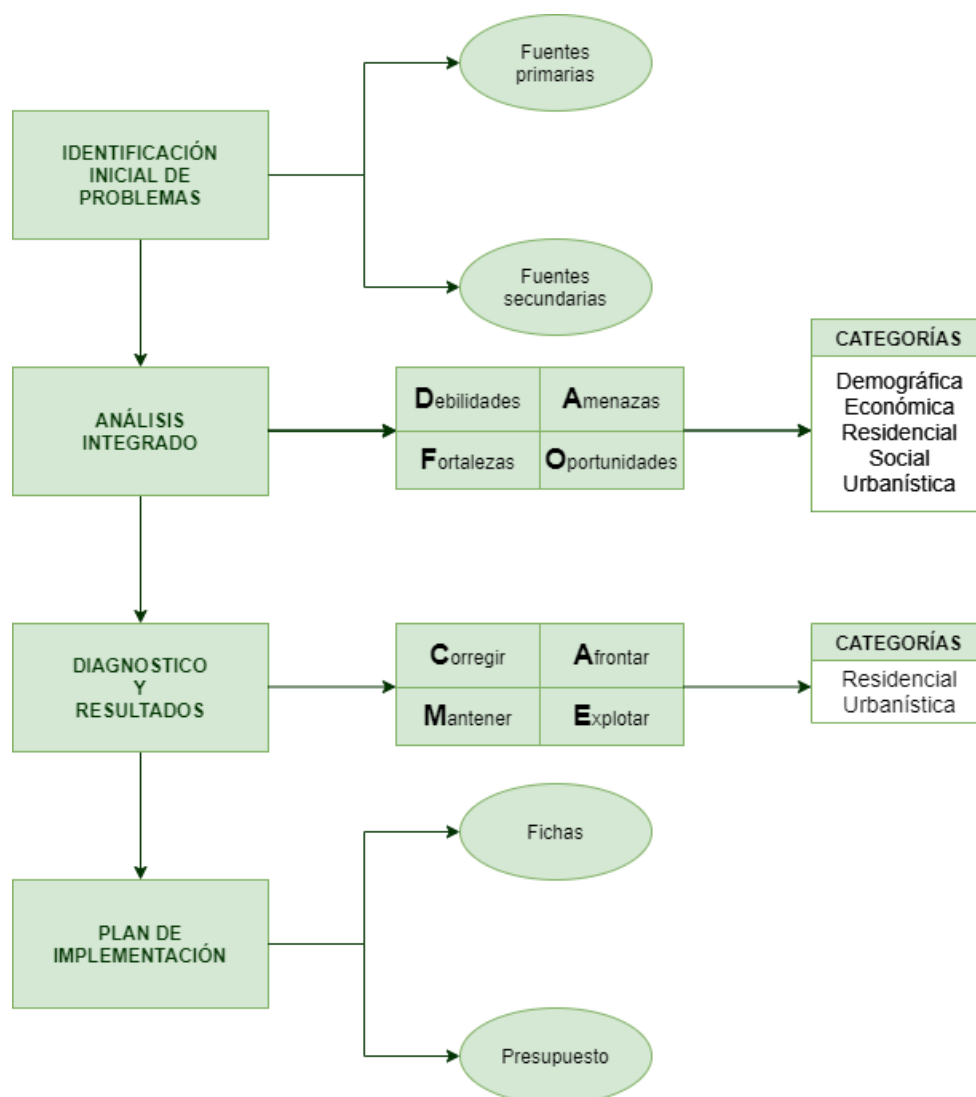 Fuentes
primarias
IDENTIFICACIÓN
INICIAL DE
PROBLEMAS
Fuentes
secundarias
ANÁLISIS
INTEGRADO
Debilidades
Amenazas
Fortalezas
Oportunidades
CATEGORÍAS
Demográfica
Económica
Residencial
Social
Urbanística
DIAGNOSTICO
Y
RESULTADOS
Corregir
Afrontar
Mantener
Explotar
CATEGORÍAS
Residencial
Urbanística
Fichas
PLAN DE
IMPLEMENTACIÓN
Presupuesto